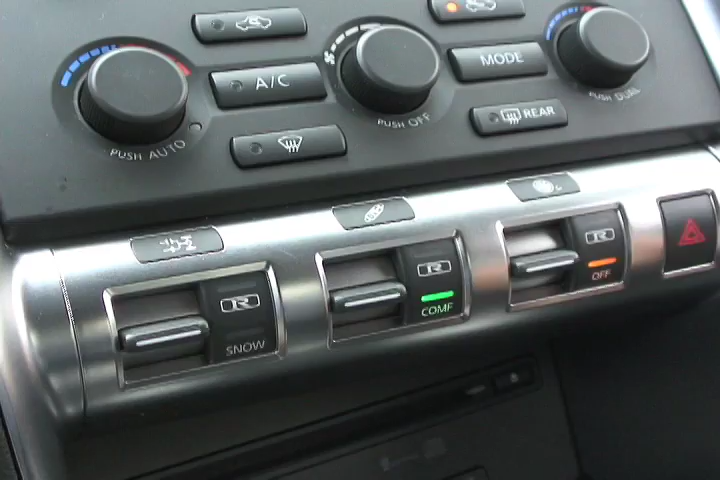 A/C
MODE
REAR
PUSH AUTO
PUSH OFF
PUSH DUAL
R
SNOW
R
COMF
R
OFF